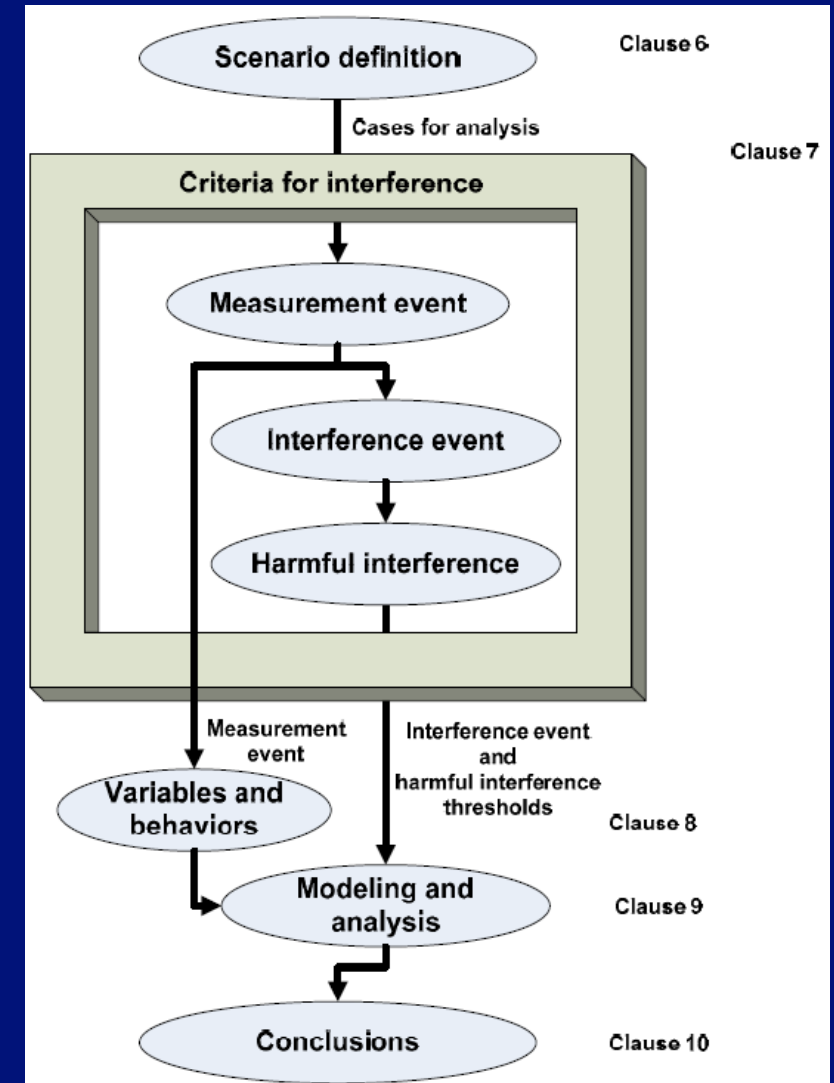 Scenario definition
Clause 6
Cases for analysis
Clause 7
Criteria for interference
Measurement event
Interference event
Harmful interference
Measurement
event
Interference event
and
harmful interference
thresholds
Variables and
behaviors
Clause 8
Modeling and
analysis
Clause 9
Conclusions
Clause 10